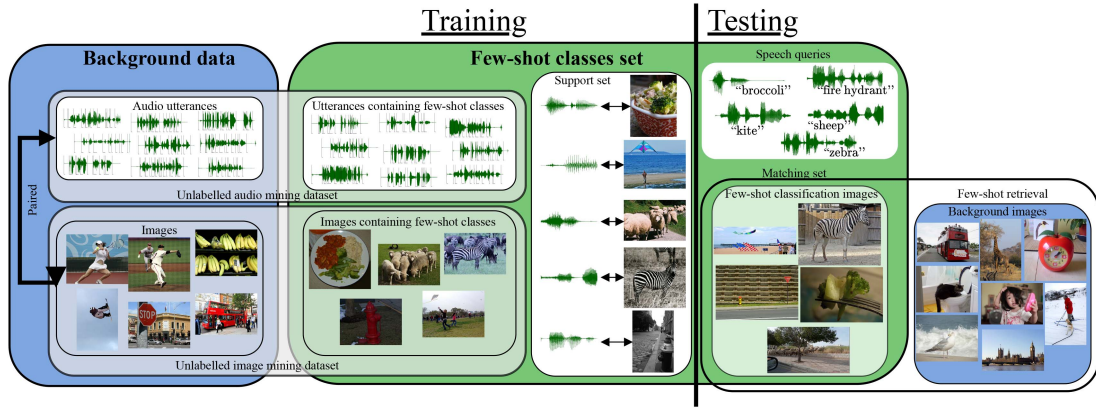 Training
Testing
Background data
Few-shot classes set
Speech queries
Audio utterances
Utterances containing few-shot classes
Support set
"broccoli"
"fire hydrant"
"kite"
"sheep"
"zebra"
Paired
Unlabelled audio mining dataset
Matching set
Images
Images containing few-shot classes
Few-shot classification images
Few-shot retrieval
Background images
STOP
Unlabelled image mining dataset